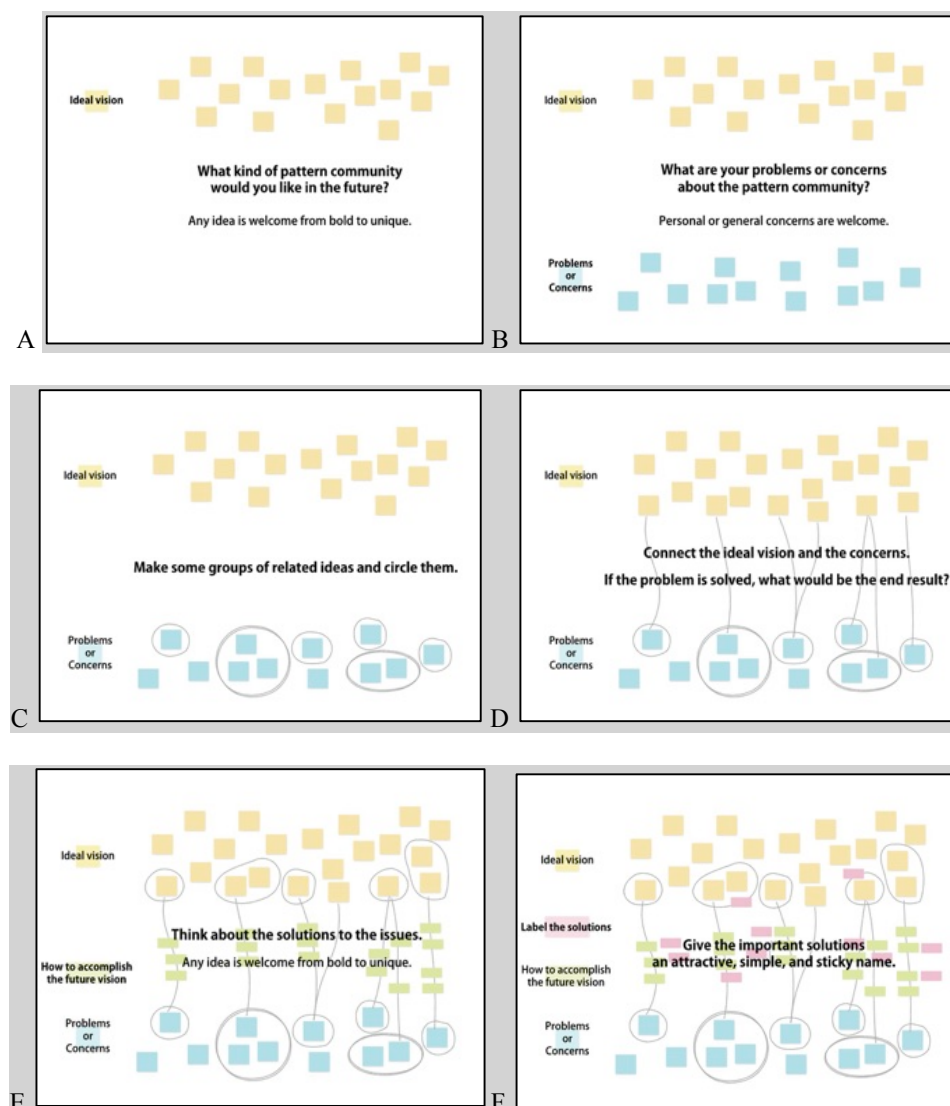 Ideal vision
What kind of pattern community
would you like in the future?
Any idea is welcome from bold to unique.
A
Ideal vision
What are your problems or concerns
about the pattern community?
Personal or general concerns are welcome.
Problems
or
Concerns
B
Ideal vision
Make some groups of related ideas and circle them.
Problems
or
Concerns
C
Ideal vision
Connect the ideal vision and the concerns.
If the problem is solved, what would be the end result?
Problems
or
Concerns
D
Ideal vision
Think about the solutions to the issues.
Any idea is welcome from bold to unique.
How to accomplish
the future vision
Problems
or
Concerns
E
Ideal vision
Label the solutions
Give the important solutions
an attractive, simple, and sticky name.
How to accomplish
the future vision
Problems
or
Concerns
F